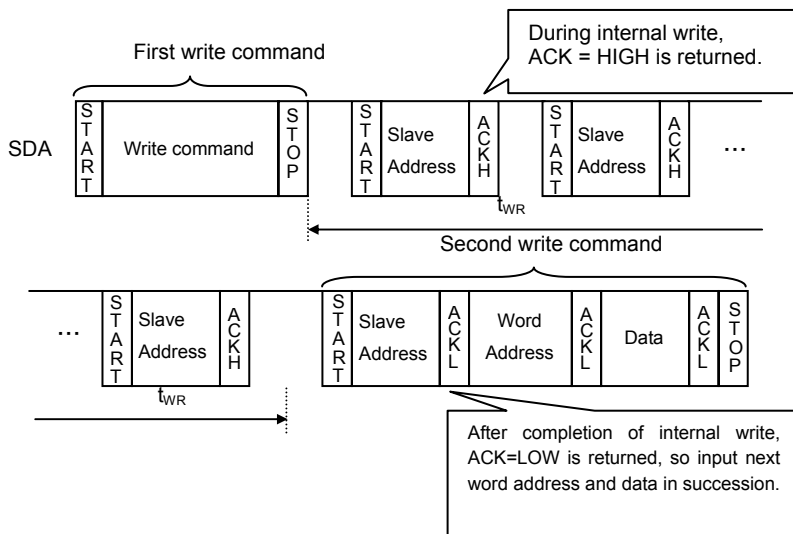 During internal write,
ACK = HIGH is returned.
First write command
SDA
START
Write command
STOP
START
Slave
Address
ACKH
START
Slave
Address
ACKH
...
tWR
Second write command
...
START
Slave
Address
ACKH
tWR
START
Slave
Address
ACKL
Word
Address
ACKL
Data
ACKL
STOP
After completion of internal write,
ACK=LOW is returned, so input next
word address and data in succession.